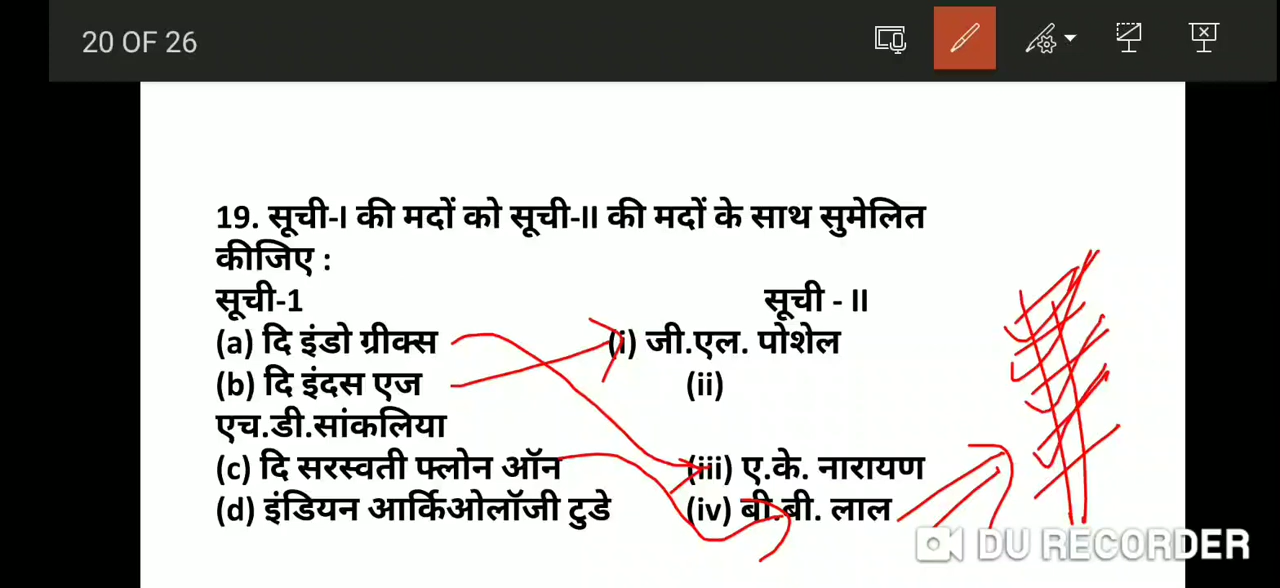 20 OF 26
19. सूची-I की मदों को सूची-II की मदों के साथ सुमेलित
कीजिए :
सूची-1 सूची - II
(a) दि इंडो ग्रीक्स (i) जी.एल. पोशेल
(b) दि इंदस एज (ii)
एच.डी.सांकलिया
(c) दि सरस्वती फ्लोन ऑन (iii) ए.के. नारायण
(d) इंडियन आर्किओलॉजी टुडे (iv) बी.बी. लाल
DU RECORDER